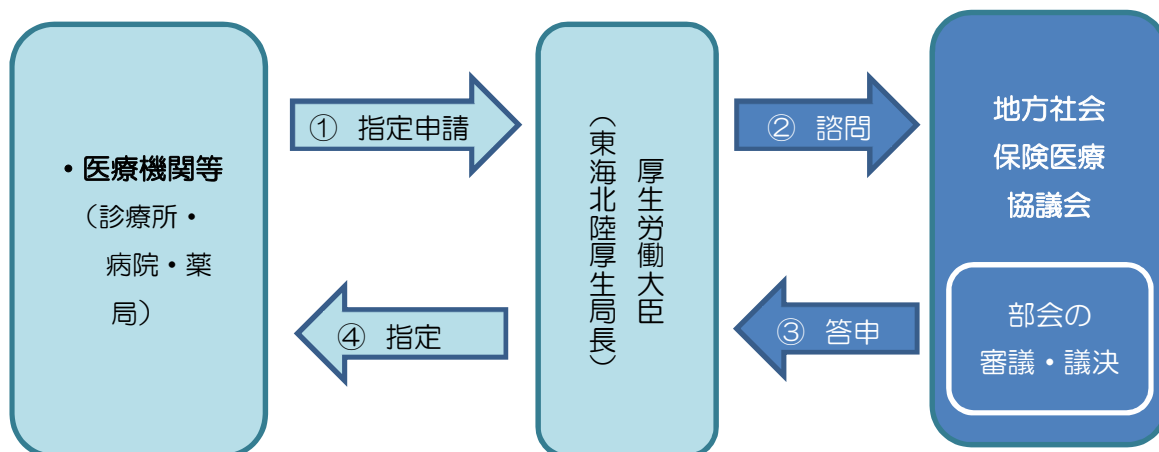 ・医療機関等
（診療所・
病院・薬
局）
① 指定申請
④ 指定
厚生労働大臣
（東海北陸厚生局長）
② 諮問
③ 答申
地方社会
保険医療
協議会
部会の
審議・議決